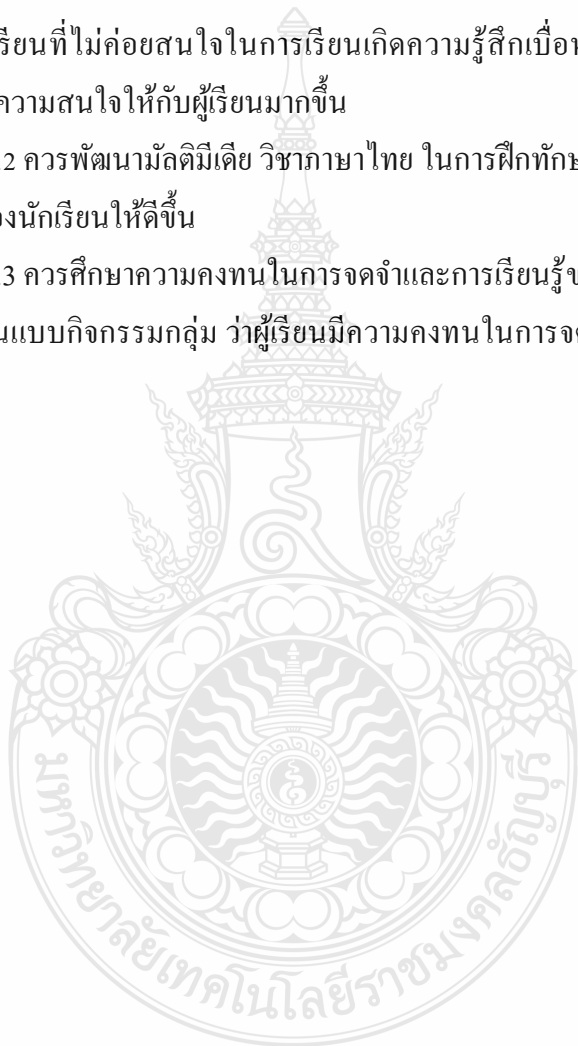 รียนที่ไม่ค่อยสนใจในการเรียนเกิดความรู้สึกเบื่อห
ความสนใจให้กับผู้เรียนมากขึ้น
.2 ควรพัฒนามัลติมีเดีย วิชาภาษาไทย ในการฝึกทักษ
องนักเรียนให้ดีขึ้น
.3 ควรศึกษาความคงทนในการจดจำและการเรียนรู้ข
นแบบกิจกรรมกลุ่ม ว่าผู้เรียนมีความคงทนในการจด
มหาวิทยาลัยเทคโนโลยีราชมงคลธัญบุรี